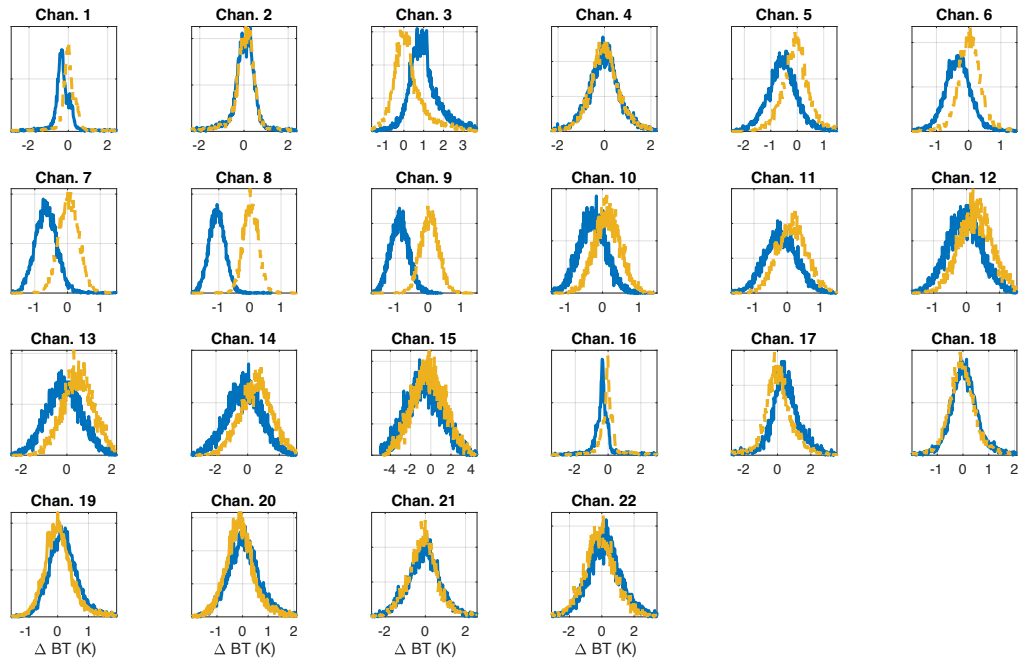 Chan. 1 Chan. 2 Chan. 3 Chan. 4 Chan. 5 Chan. 6
-2 0 2 -2 0 2 -1 0 1 2 3 -2 0 2 -2 -1 0 1 -1 0 1
Chan. 7 Chan. 8 Chan. 9 Chan. 10 Chan. 11 Chan. 12
-1 0 1 -1 0 1 -1 0 1 -1 0 1 -1 0 1 -1 0 1
Chan. 13 Chan. 14 Chan. 15 Chan. 16 Chan. 17 Chan. 18
-2 0 2 -2 0 2 -4 -2 0 2 4 -2 0 2 -2 0 2 -1 0 1 2
Chan. 19 Chan. 20 Chan. 21 Chan. 22
-1 0 1 -2 -1 0 1 2 -2 0 2 -2 0 2
Δ BT (K) Δ BT (K) Δ BT (K) Δ BT (K)